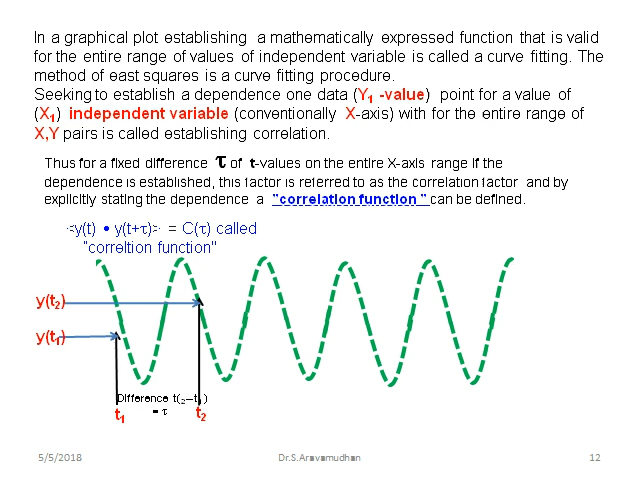 In a graphical plot establishing a mathematically expressed function that is valid
for the entire range of values of independent variable is called a curve fitting. The
method of east squares is a curve fitting procedure.
Seeking to establish a dependence one data (Y₁ -value) point for a value of
(X₁) independent variable (conventionally X-axis) with for the entire range of
X,Y pairs is called establishing correlation.
Thus for a fixed difference τ of t-values on the entire X-axis range if the
dependence is established, this factor is referred to as the correlation factor and by
explicitly stating the dependence a "correlation function" can be defined.
<y(t) • y(t+τ)> = C(τ) called
"correltion function"
y(t₂)
y(t₁)
Difference t(₂–t₁)
= τ
t₁ t₂
5/5/2018 Dr.S.Aravamudhan 12